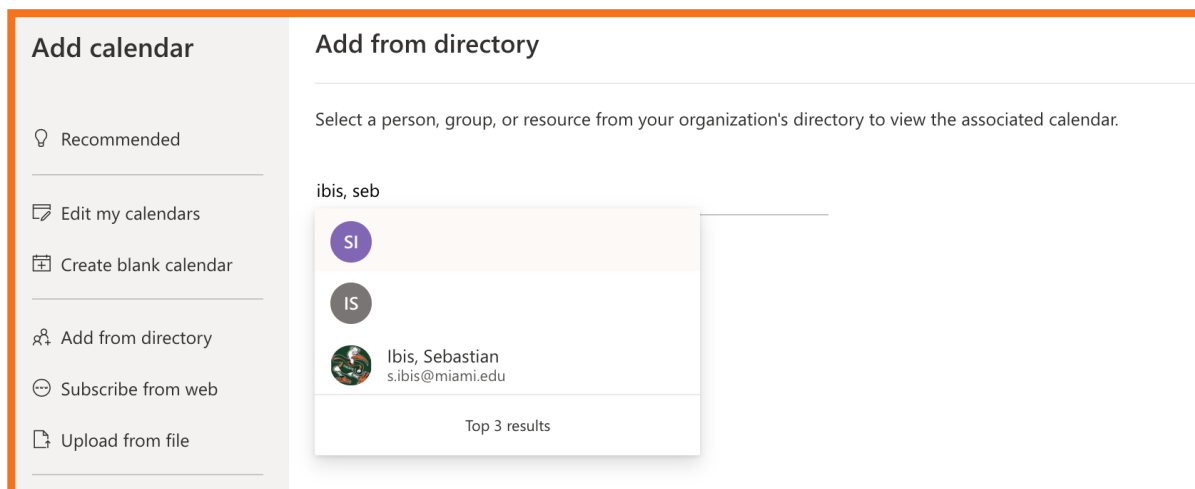 Add calendar
Recommended
Edit my calendars
Create blank calendar
Add from directory
Subscribe from web
Upload from file
Add from directory
Select a person, group, or resource from your organization's directory to view the associated calendar.
ibis, seb
SI
IS
Ibis, Sebastian
s.ibis@miami.edu
Top 3 results